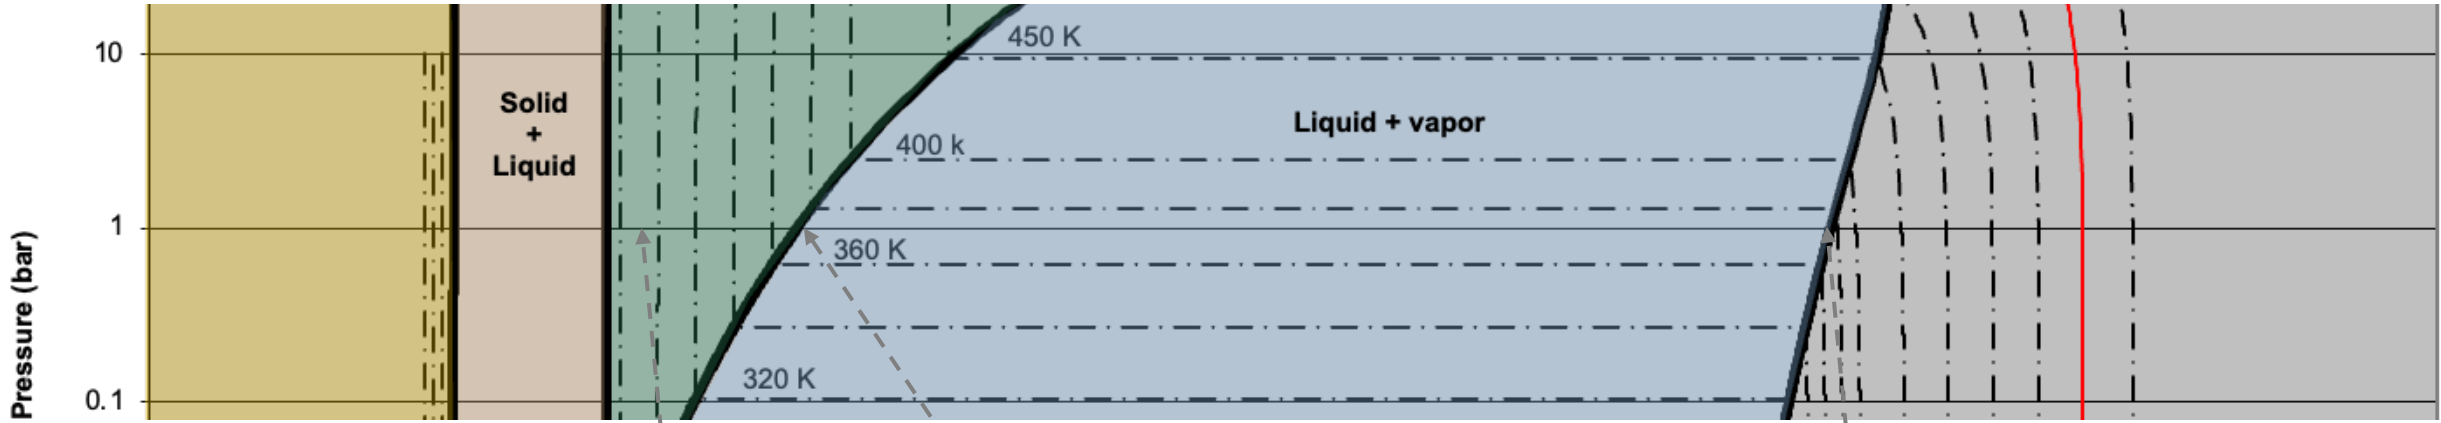 450 K
10
Solid
+
Liquid
Liquid + vapor
400 k
1
360 K
Pressure (bar)
320 K
0.1